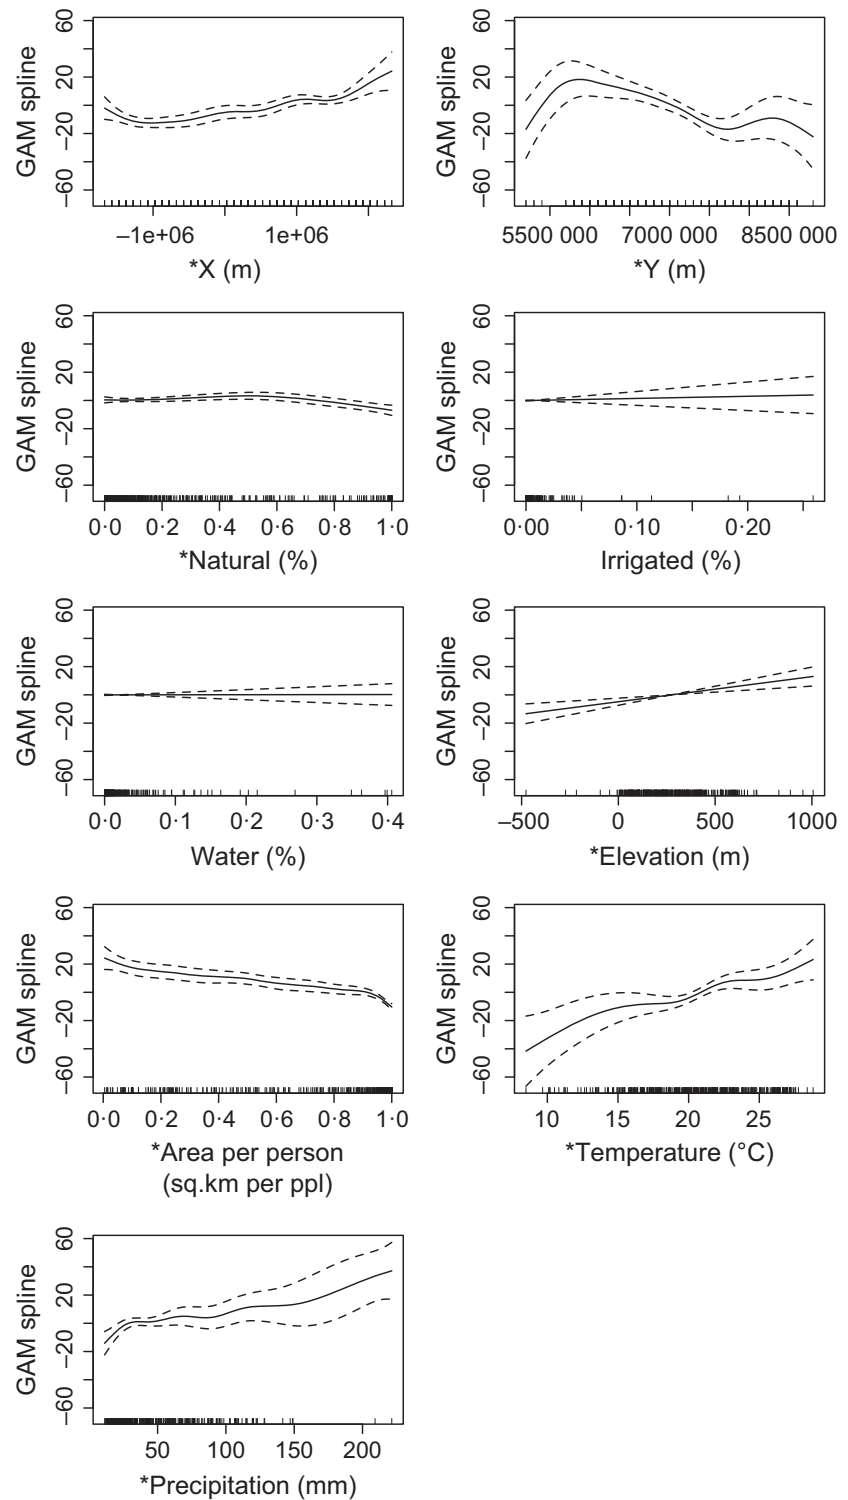 GAM spline
60
20
−20
−60
−1e+06 1e+06
*X (m)
GAM spline
60
20
−20
−60
5500 000 7000 000 8500 000
*Y (m)
GAM spline
60
20
−20
−60
0·0 0·2 0·4 0·6 0·8 1·0
*Natural (%)
GAM spline
60
20
−20
−60
0·00 0·10 0·20
Irrigated (%)
GAM spline
60
20
−20
−60
0·0 0·1 0·2 0·3 0·4
Water (%)
GAM spline
60
20
−20
−60
−500 0 500 1000
*Elevation (m)
GAM spline
60
20
−20
−60
0·0 0·2 0·4 0·6 0·8 1·0
*Area per person
(sq.km per ppl)
GAM spline
60
20
−20
−60
10 15 20 25
*Temperature (°C)
GAM spline
60
20
−20
−60
50 100 150 200
*Precipitation (mm)